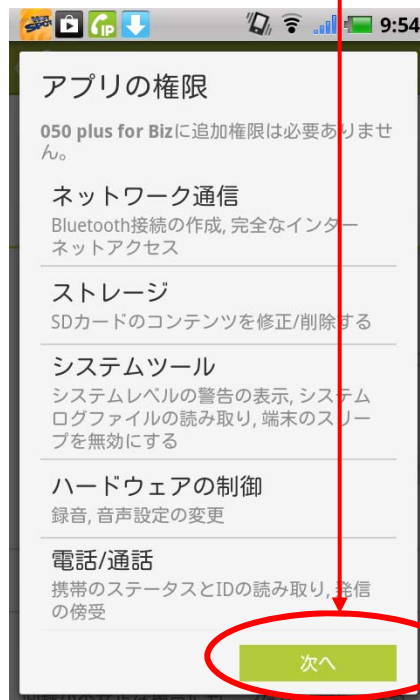 9:54
アプリの権限
050 plus for Bizに追加権限は必要ありませ
ん。
ネットワーク通信
Bluetooth接続の作成, 完全なインター
ネットアクセス
ストレージ
SDカードのコンテンツを修正/削除する
システムツール
システムレベルの警告の表示, システム
ログファイルの読み取り, 端末のスリー
プを無効にする
ハードウェアの制御
録音, 音声設定の変更
電話/通話
携帯のステータスとIDの読み取り, 発信
の傍受
次へ